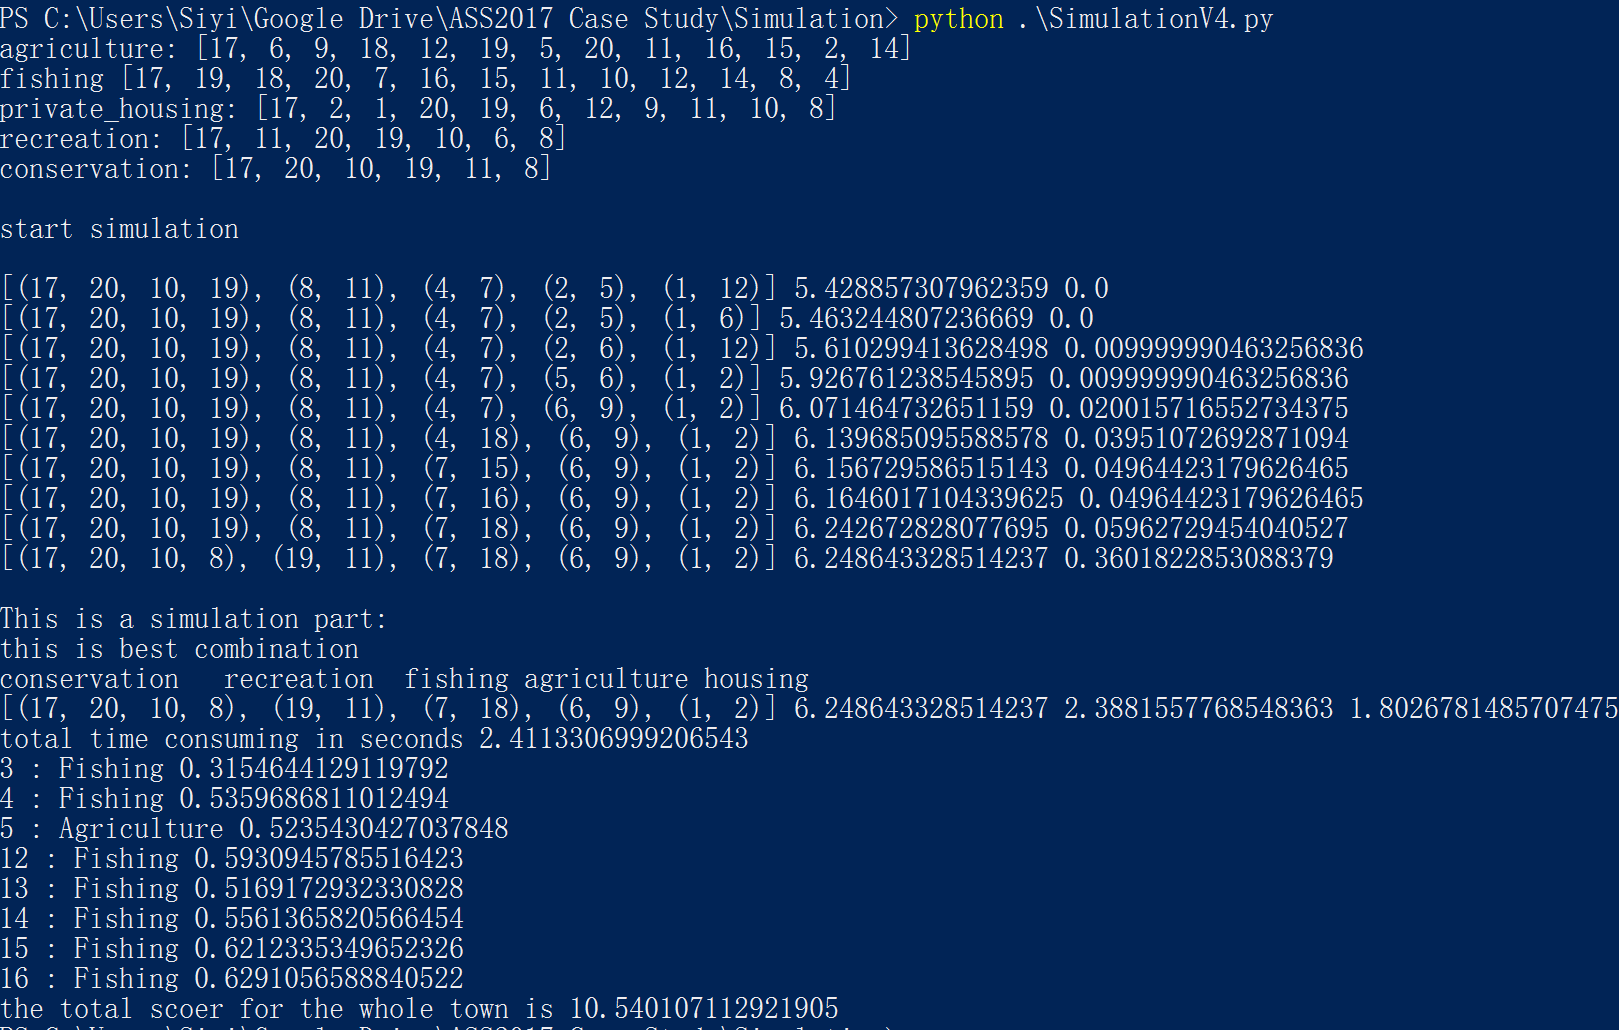 PS C:\Users\Siyi\Google Drive\ASS2017 Case Study\Simulation> python .\SimulationV4.py
agriculture: [17, 6, 9, 18, 12, 19, 5, 20, 11, 16, 15, 2, 14]
fishing [17, 19, 18, 20, 7, 16, 15, 11, 10, 12, 14, 8, 4]
private_housing: [17, 2, 1, 20, 19, 6, 12, 9, 11, 10, 8]
recreation: [17, 11, 20, 19, 10, 6, 8]
conservation: [17, 20, 10, 19, 11, 8]
start simulation
[(17, 20, 10, 19), (8, 11), (4, 7), (2, 5), (1, 12)] 5.428857307962359 0.0
[(17, 20, 10, 19), (8, 11), (4, 7), (2, 5), (1, 6)] 5.463244807236669 0.0
[(17, 20, 10, 19), (8, 11), (4, 7), (2, 6), (1, 12)] 5.610299413628498 0.009999990463256836
[(17, 20, 10, 19), (8, 11), (4, 7), (5, 6), (1, 2)] 5.926761238545895 0.009999990463256836
[(17, 20, 10, 19), (8, 11), (4, 7), (6, 9), (1, 2)] 6.071464732651159 0.020015716552734375
[(17, 20, 10, 19), (8, 11), (4, 18), (6, 9), (1, 2)] 6.139685095588578 0.03951072692871094
[(17, 20, 10, 19), (8, 11), (7, 15), (6, 9), (1, 2)] 6.156729586515143 0.04964423179626465
[(17, 20, 10, 19), (8, 11), (7, 16), (6, 9), (1, 2)] 6.1646017104339625 0.04964423179626465
[(17, 20, 10, 19), (8, 11), (7, 18), (6, 9), (1, 2)] 6.242672828077695 0.05962729454040527
[(17, 20, 10, 8), (19, 11), (7, 18), (6, 9), (1, 2)] 6.248643328514237 0.3601822853088379
This is a simulation part:
this is best combination
conservation   recreation  fishing agriculture housing
[(17, 20, 10, 8), (19, 11), (7, 18), (6, 9), (1, 2)] 6.248643328514237 2.3881557768548363 1.8026781485707475
total time consuming in seconds 2.4113306999206543
3 : Fishing 0.3154644129119792
4 : Fishing 0.5359686811012494
5 : Agriculture 0.5235430427037848
12 : Fishing 0.5930945785516423
13 : Fishing 0.5169172932330828
14 : Fishing 0.5561365820566454
15 : Fishing 0.6212335349652326
16 : Fishing 0.6291056588840522
the total scoer for the whole town is 10.540107112921905
PS C:\Users\Siyi\Google Drive\ASS2017 Case Study\Simulation>